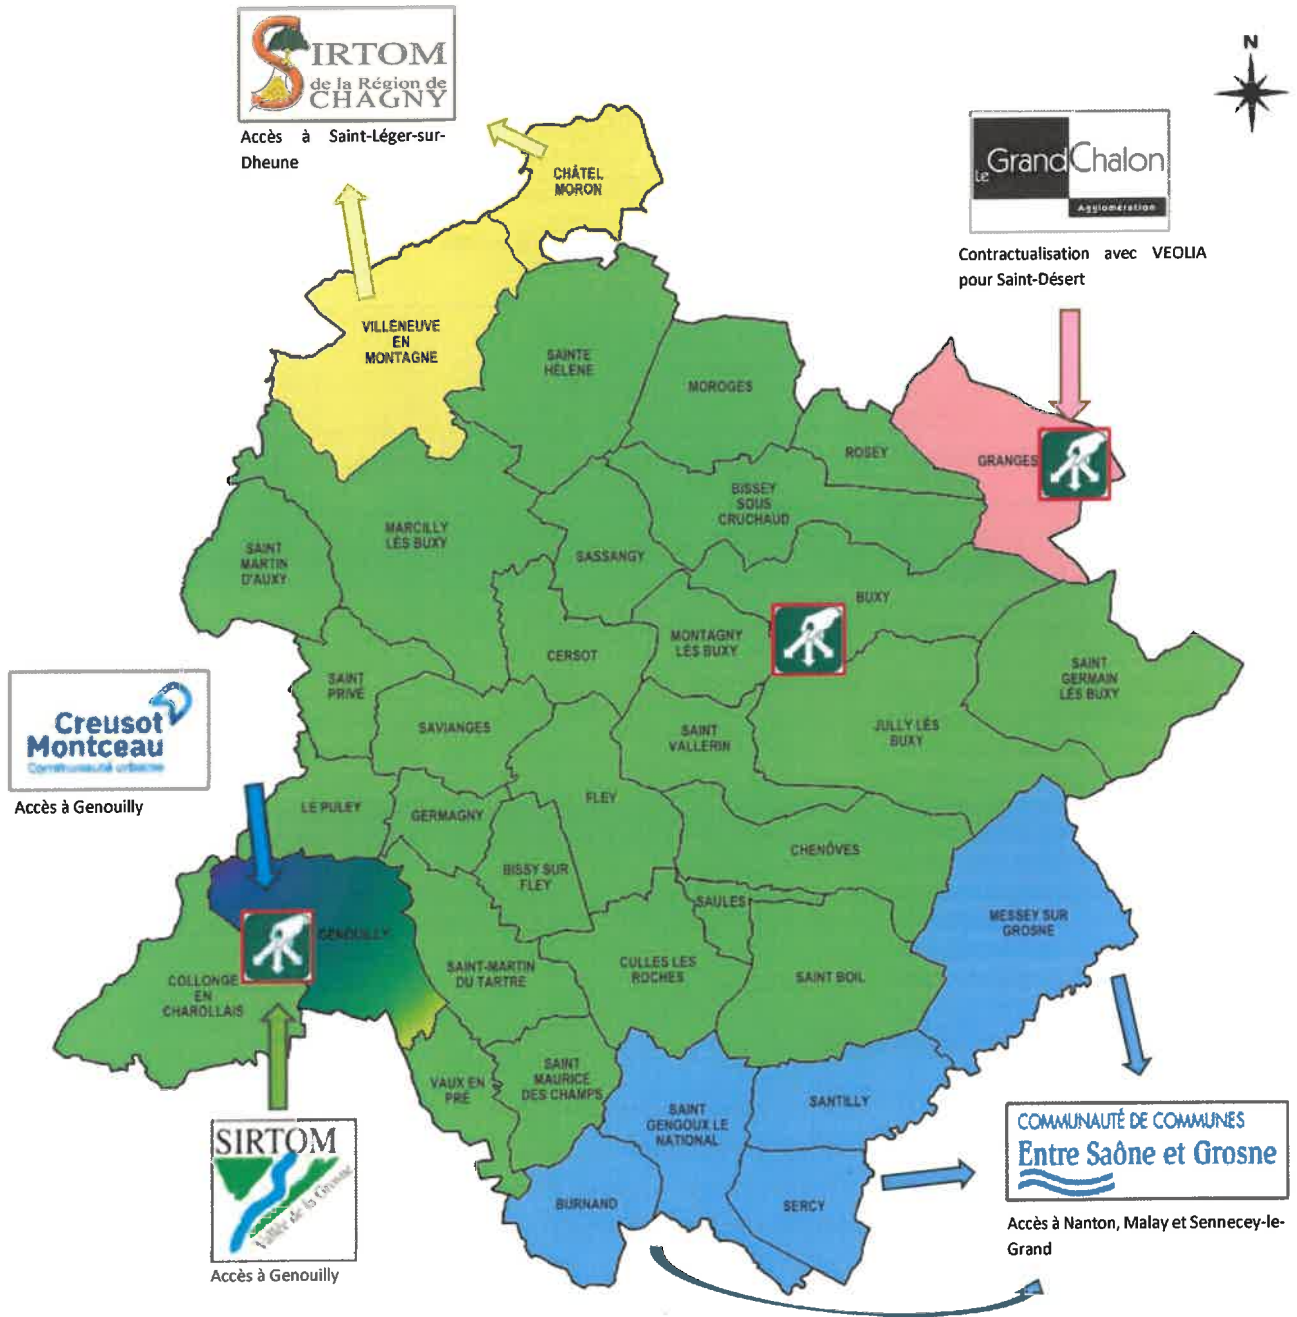 SIRTOM
de la Région de
CHAGNY
Accès à Saint-Léger-sur-
Dheune
N
Le GrandChalon
Agglomération
Contractualisation avec VEOLIA
pour Saint-Désert
CHÂTEL
MORON
VILLENEUVE
EN
MONTAGNE
SAINTE
HÉLÈNE
MOROGES
ROSEY
GRANGES
BISSEY
SOUS
CRUCHAUD
MARCILLY
LÈS BUXY
SASSANGY
SAINT
MARTIN
D'AUXY
BUXY
MONTAGNY
LÈS BUXY
CERSOT
SAINT
GERMAIN
LÈS BUXY
SAINT
PRIVÉ
Creusot
Montceau
Communauté urbaine
Accès à Genouilly
SAVIANGES
SAINT
VALLERIN
JULLY LÈS
BUXY
LE PULEY
GERMAGNY
FLEY
CHENÔVES
BISSY SUR
FLEY
SAULES
MESSEY SUR
GROSNE
GENOUILLY
COLLONGE
EN
CHAROLLAIS
SAINT-MARTIN
DU TARTRE
CULLES LES
ROCHES
SAINT BOIL
VAUX EN
PRÉ
SAINT
MAURICE
DES CHAMPS
SAINT
GENGOUX LE
NATIONAL
SANTILLY
BURNAND
SERCY
SIRTOM
Vallée de la Grosne
Accès à Genouilly
COMMUNAUTÉ DE COMMUNES
Entre Saône et Grosne
Accès à Nanton, Malay et Sennecey-le-
Grand